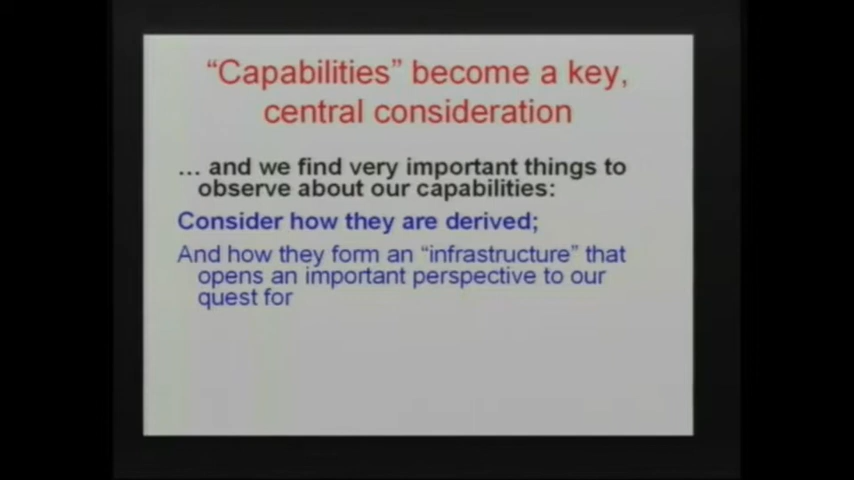 “Capabilities” become a key,
central consideration
… and we find very important things to
observe about our capabilities:
Consider how they are derived;
And how they form an “infrastructure” that
opens an important perspective to our
quest for